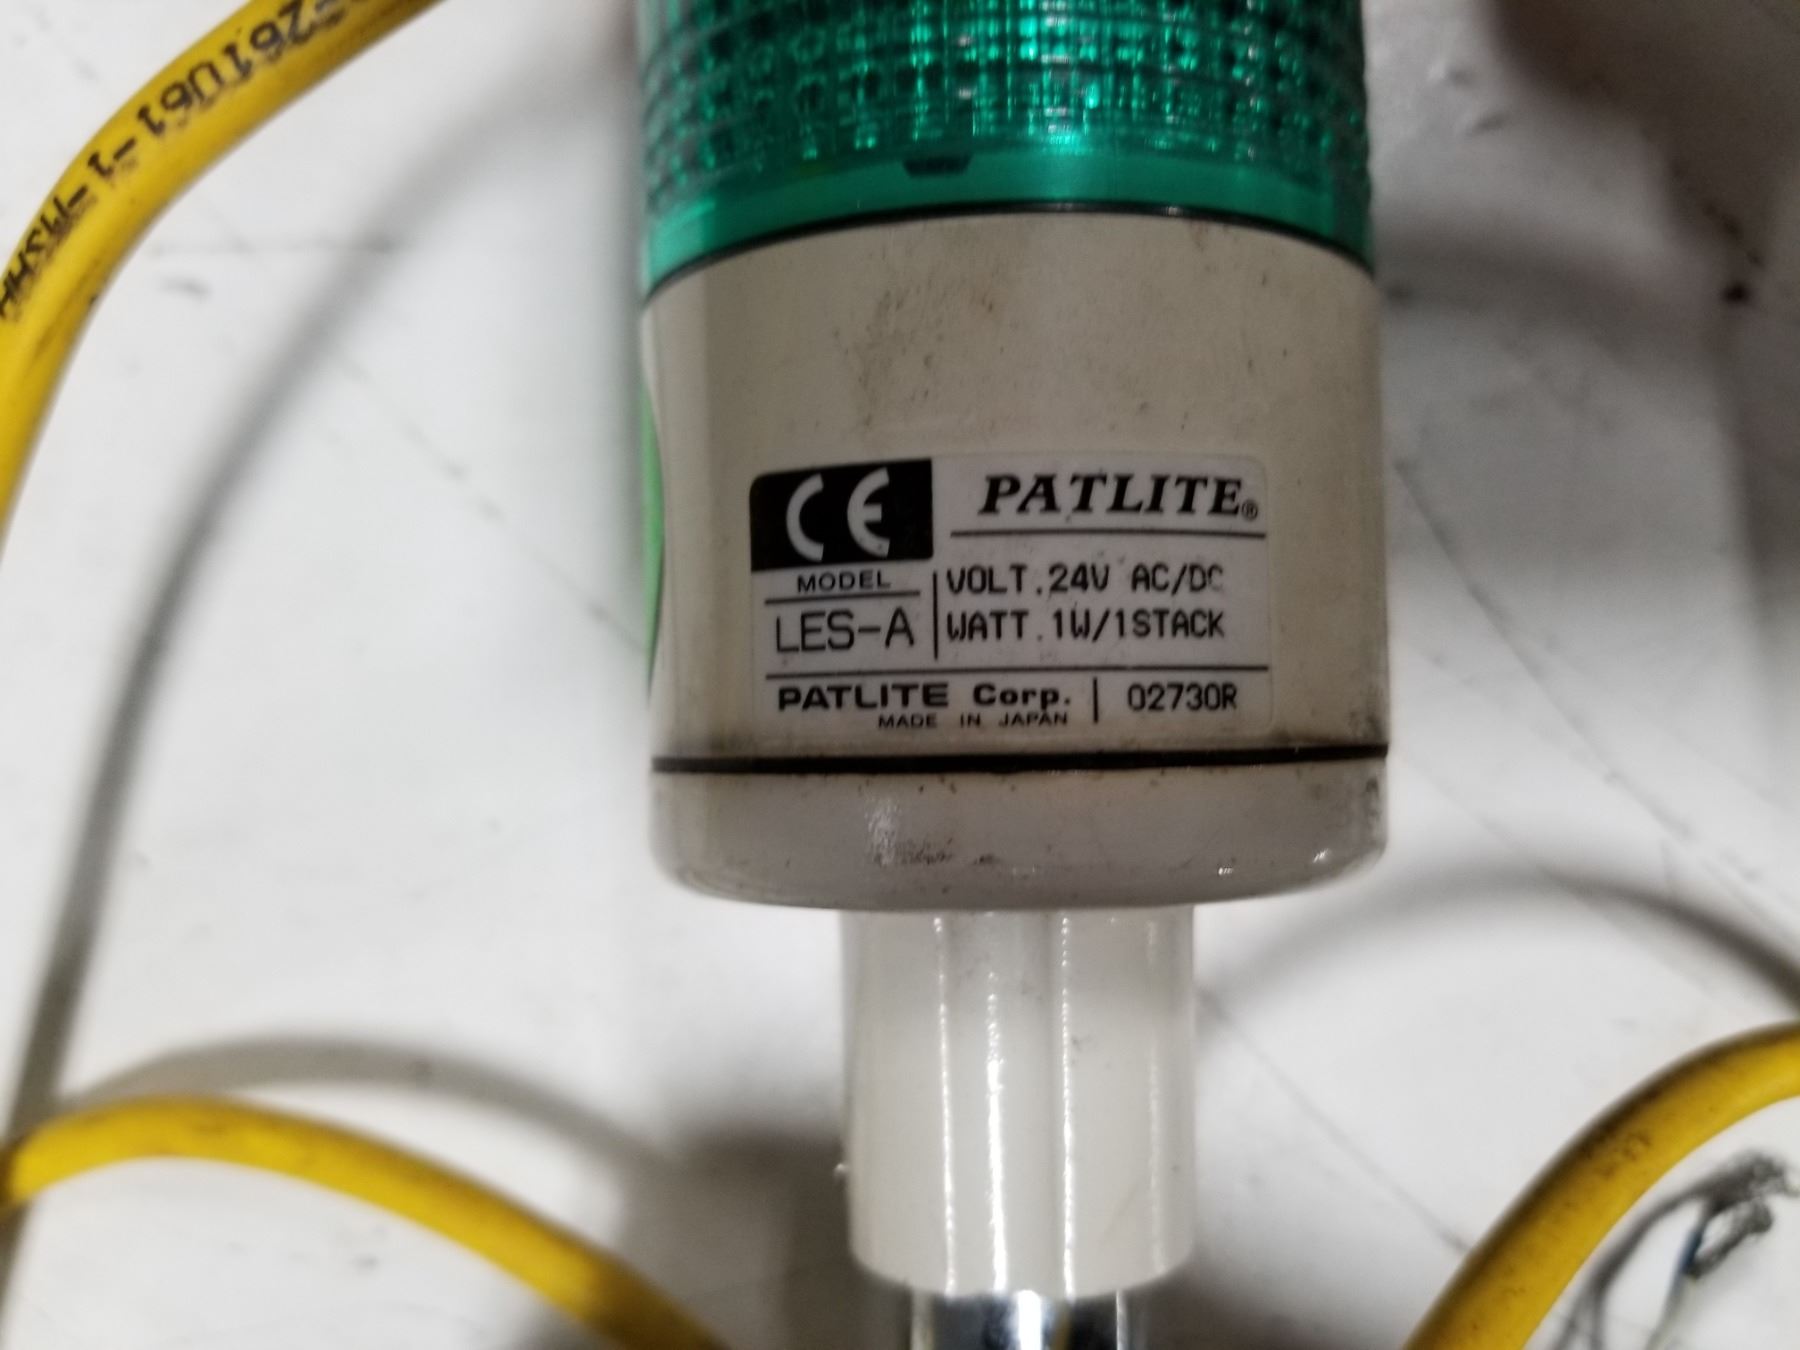 CE
PATLITE®
MODEL
LES-A
VOLT.24V AC/DC
WATT.1W/1STACK
PATLITE Corp. 02730R
MADE IN JAPAN